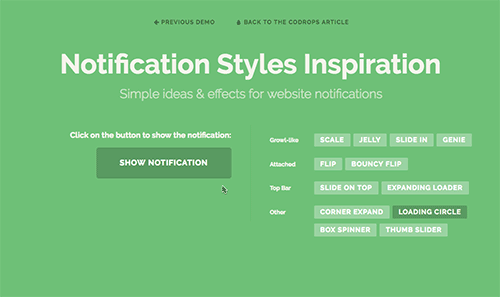 PREVIOUS DEMO BACK TO THE CODROPS ARTICLE
Notification Styles Inspiration
Simple ideas & effects for website notifications
Click on the button to show the notification:
SHOW NOTIFICATION
Growl-like SCALE JELLY SLIDE IN GENIE
Attached FLIP BOUNCY FLIP
Top Bar SLIDE ON TOP EXPANDING LOADER
Other CORNER EXPAND LOADING CIRCLE
BOX SPINNER THUMB SLIDER